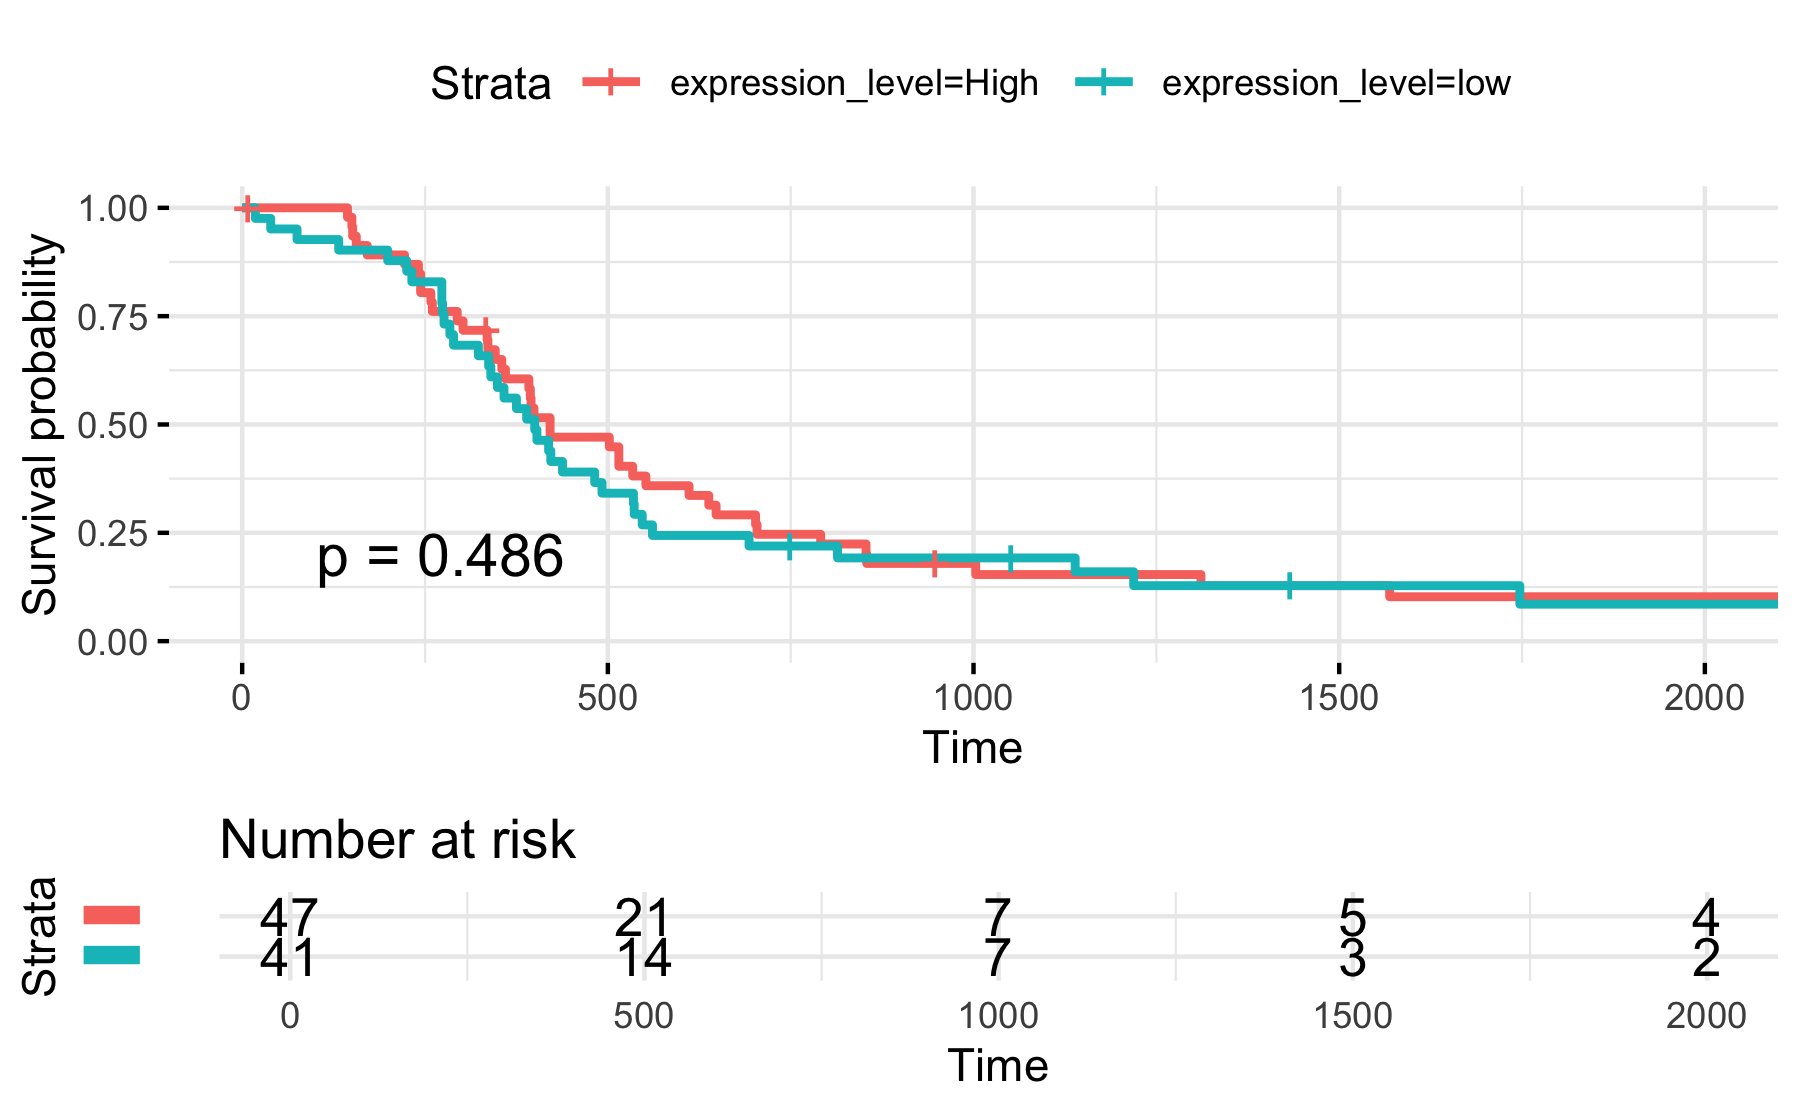 Strata expression_level=High expression_level=low
Survival probability
1.00
0.75
0.50
0.25
0.00
p = 0.486
0 500 1000 1500 2000
Time
Number at risk
Strata
47 21 7 5 4
41 14 7 3 2
0 500 1000 1500 2000
Time